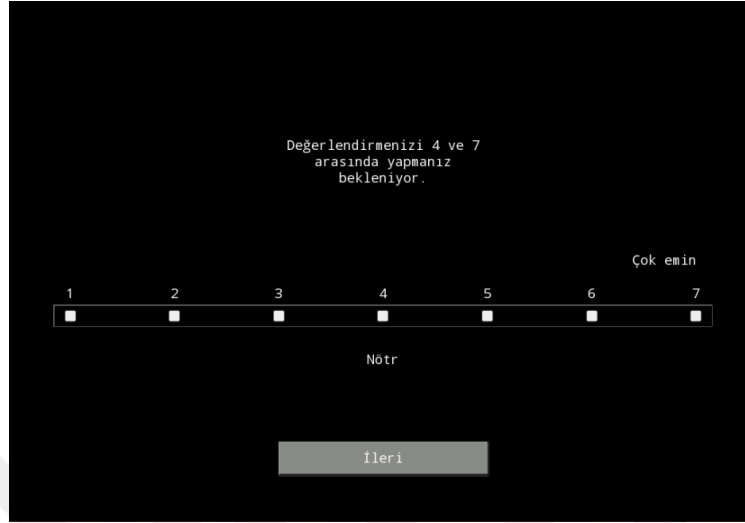 Değerlendirmenizi 4 ve 7
arasında yapmanız
bekleniyor.
Çok emin
1 2 3 4 5 6 7
Nötr
İleri